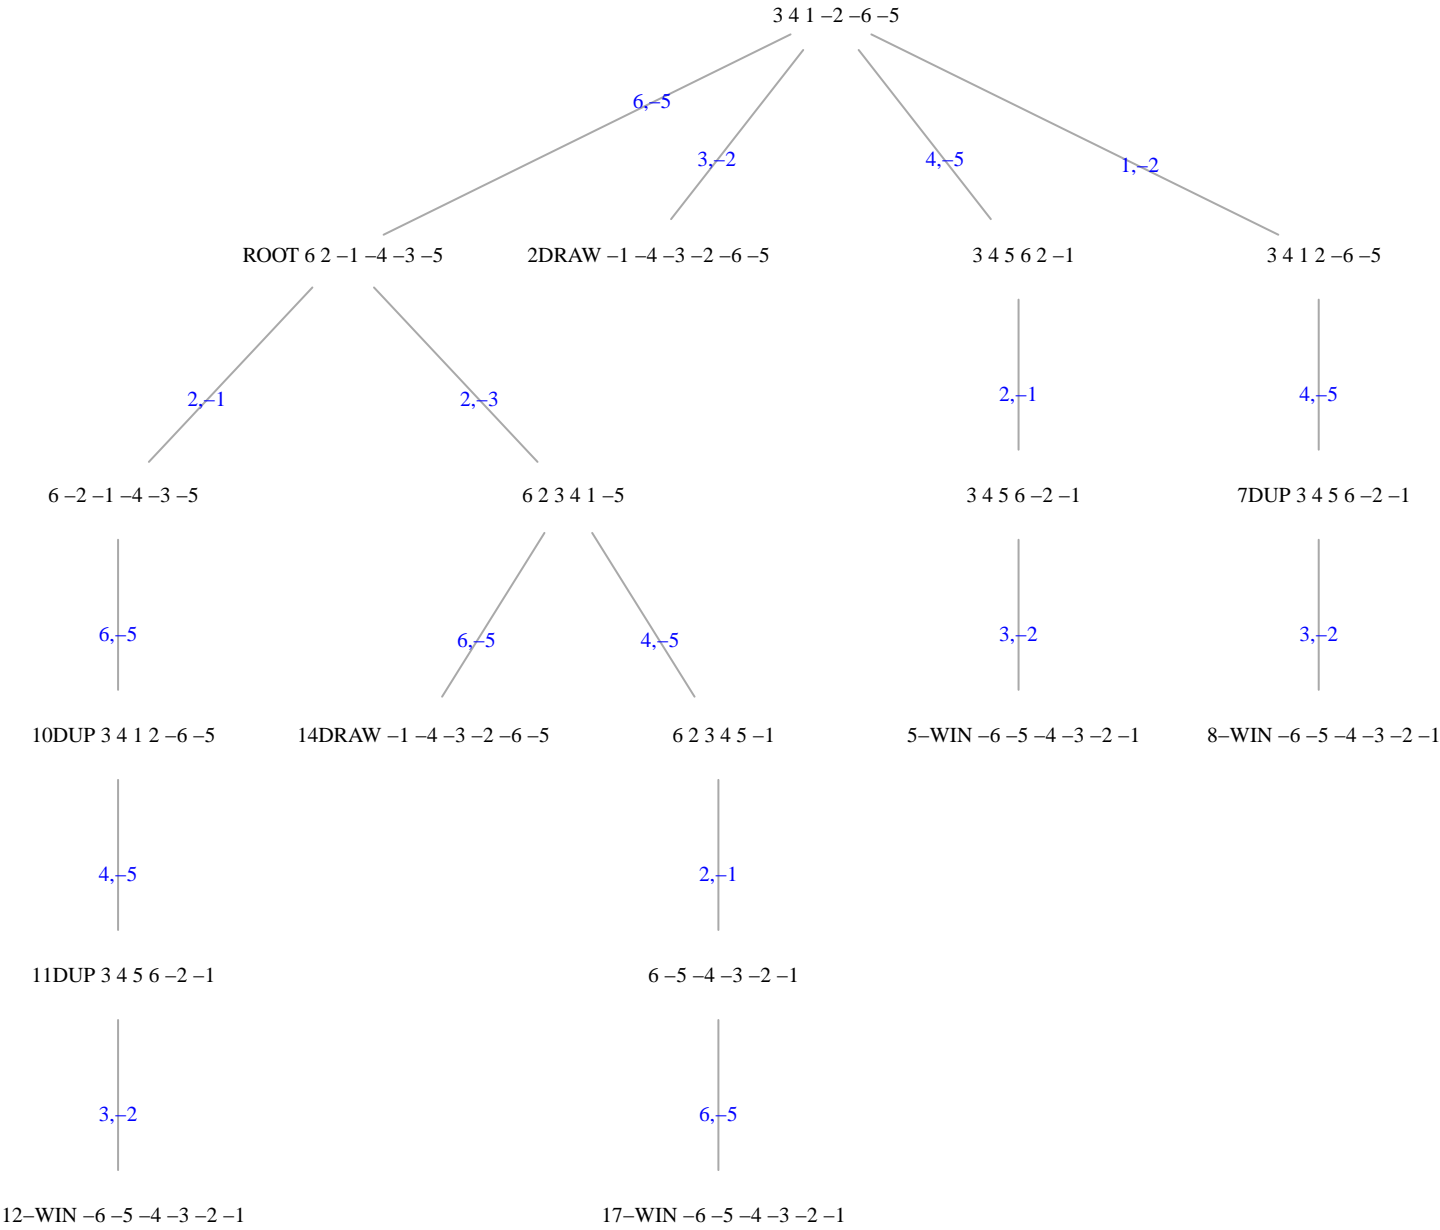 3 4 1 –2 –6 –5
6,–5
3,–2
4,–5
1,–2
ROOT 6 2 –1 –4 –3 –5
2DRAW –1 –4 –3 –2 –6 –5
3 4 5 6 2 –1
3 4 1 2 –6 –5
2,–1
2,–3
2,–1
4,–5
6 –2 –1 –4 –3 –5
6 2 3 4 1 –5
3 4 5 6 –2 –1
7DUP 3 4 5 6 –2 –1
6,–5
6,–5
4,–5
3,–2
3,–2
10DUP 3 4 1 2 –6 –5
14DRAW –1 –4 –3 –2 –6 –5
6 2 3 4 5 –1
5–WIN –6 –5 –4 –3 –2 –1
8–WIN –6 –5 –4 –3 –2 –1
4,–5
2,–1
11DUP 3 4 5 6 –2 –1
6 –5 –4 –3 –2 –1
3,–2
6,–5
12–WIN –6 –5 –4 –3 –2 –1
17–WIN –6 –5 –4 –3 –2 –1